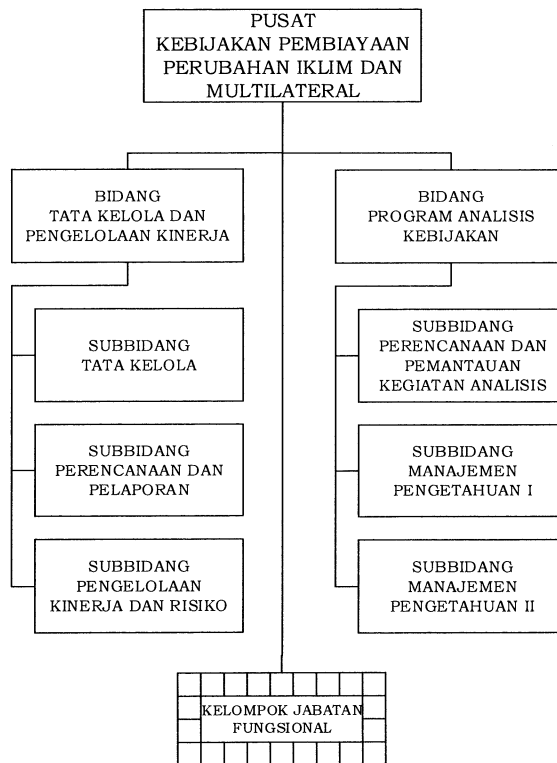 PUSAT
KEBIJAKAN PEMBIAYAAN
PERUBAHAN IKLIM DAN
MULTILATERAL
BIDANG
TATA KELOLA DAN
PENGELOLAAN KINERJA
SUBBIDANG
TATA KELOLA
SUBBIDANG
PERENCANAAN DAN
PELAPORAN
SUBBIDANG
PENGELOLAAN
KINERJA DAN RISIKO
BIDANG
PROGRAM ANALISIS
KEBIJAKAN
SUBBIDANG
PERENCANAAN DAN
PEMANTAUAN
KEGIATAN ANALISIS
SUBBIDANG
MANAJEMEN
PENGETAHUAN I
SUBBIDANG
MANAJEMEN
PENGETAHUAN II
KELOMPOK JABATAN
FUNGSIONAL